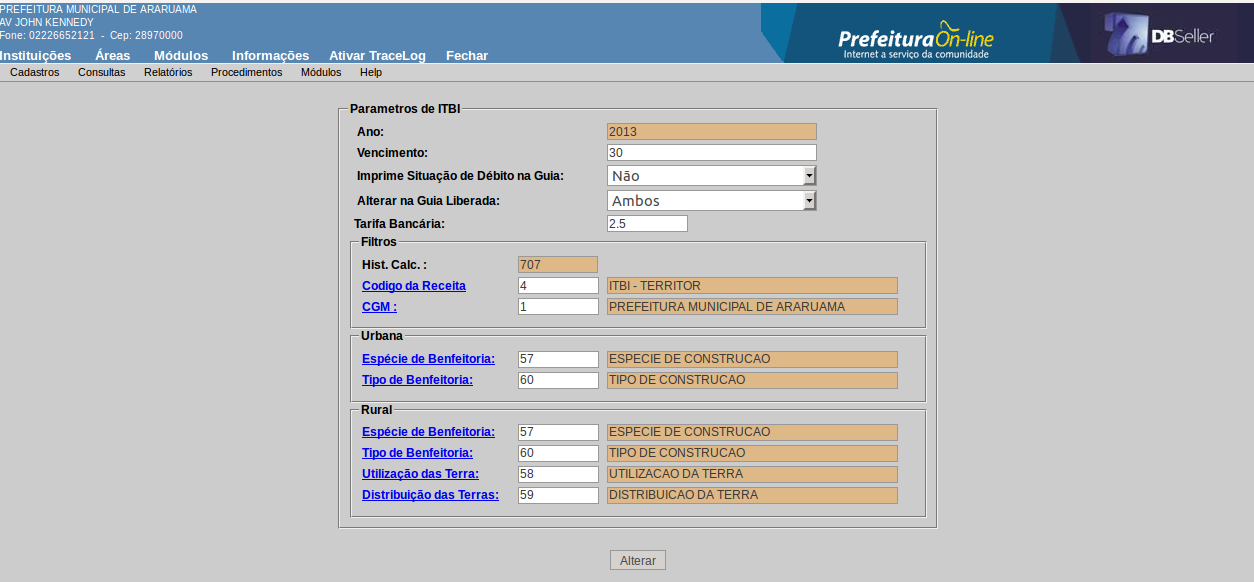 PREFEITURA MUNICIPAL DE ARARUAMA
AV JOHN KENNEDY
Fone: 02226652121 - Cep: 28970000
PrefeituraOn-line
Internet a serviço da comunidade
DBSeller
Instituições Áreas Módulos Informações Ativar TraceLog Fechar
Cadastros Consultas Relatórios Procedimentos Módulos Help
Parametros de ITBI
Ano: 2013
Vencimento: 30
Imprime Situação de Débito na Guia: Não
Alterar na Guia Liberada: Ambos
Tarifa Bancária: 2.5
Filtros
Hist. Calc. : 707
Codigo da Receita 4 ITBI - TERRITOR
CGM : 1 PREFEITURA MUNICIPAL DE ARARUAMA
Urbana
Espécie de Benfeitoria: 57 ESPECIE DE CONSTRUCAO
Tipo de Benfeitoria: 60 TIPO DE CONSTRUCAO
Rural
Espécie de Benfeitoria: 57 ESPECIE DE CONSTRUCAO
Tipo de Benfeitoria: 60 TIPO DE CONSTRUCAO
Utilização das Terra: 58 UTILIZACAO DA TERRA
Distribuição das Terras: 59 DISTRIBUICAO DA TERRA
Alterar